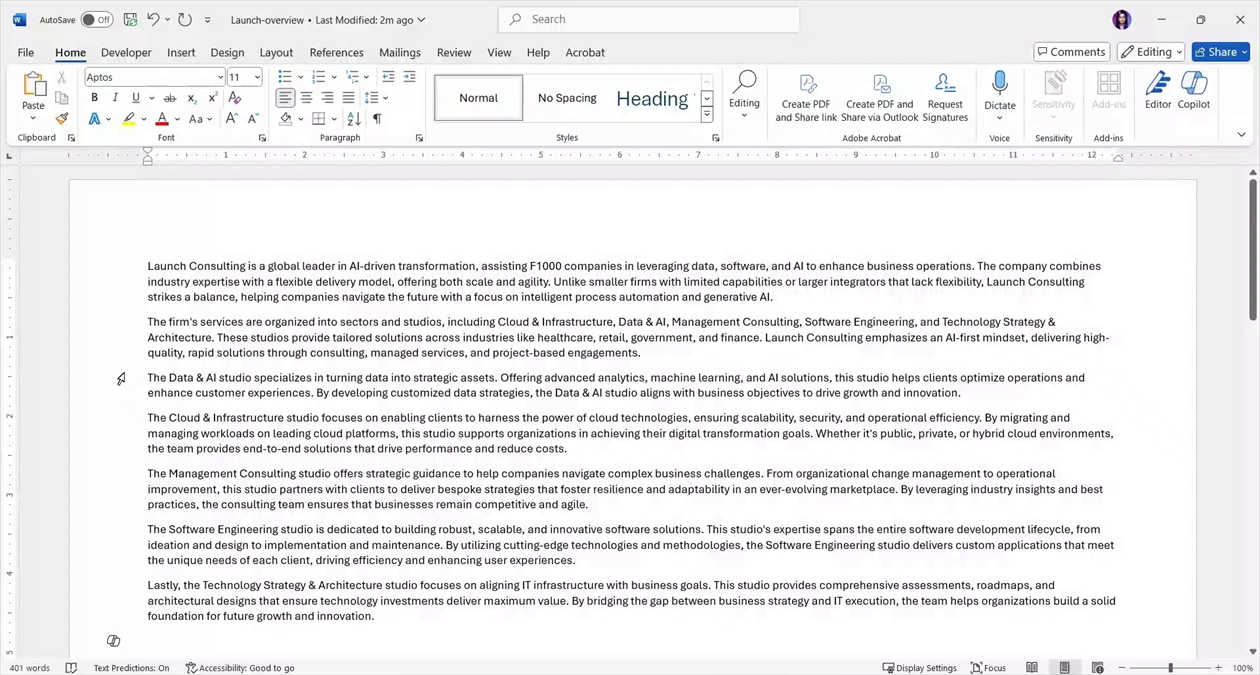 AutoSave Off Launch-overview • Last Modified: 2m ago Search
File Home Developer Insert Design Layout References Mailings Review View Help Acrobat Comments Editing Share
Paste Aptos 11 Normal No Spacing Heading Editing Create PDF and Share link Create PDF and Share via Outlook Request Signatures Dictate Sensitivity Add-ins Editor Copilot
Clipboard Font Paragraph Styles Adobe Acrobat Voice Sensitivity Add-ins
1 2 3 4 5 6 7 8 9 10 11 12
Launch Consulting is a global leader in AI-driven transformation, assisting F1000 companies in leveraging data, software, and AI to enhance business operations. The company combines
industry expertise with a flexible delivery model, offering both scale and agility. Unlike smaller firms with limited capabilities or larger integrators that lack flexibility, Launch Consulting
strikes a balance, helping companies navigate the future with a focus on intelligent process automation and generative AI.
The firm's services are organized into sectors and studios, including Cloud & Infrastructure, Data & AI, Management Consulting, Software Engineering, and Technology Strategy &
Architecture. These studios provide tailored solutions across industries like healthcare, retail, government, and finance. Launch Consulting emphasizes an AI-first mindset, delivering high-
quality, rapid solutions through consulting, managed services, and project-based engagements.
The Data & AI studio specializes in turning data into strategic assets. Offering advanced analytics, machine learning, and AI solutions, this studio helps clients optimize operations and
enhance customer experiences. By developing customized data strategies, the Data & AI studio aligns with business objectives to drive growth and innovation.
The Cloud & Infrastructure studio focuses on enabling clients to harness the power of cloud technologies, ensuring scalability, security, and operational efficiency. By migrating and
managing workloads on leading cloud platforms, this studio supports organizations in achieving their digital transformation goals. Whether it's public, private, or hybrid cloud environments,
the team provides end-to-end solutions that drive performance and reduce costs.
The Management Consulting studio offers strategic guidance to help companies navigate complex business challenges. From organizational change management to operational
improvement, this studio partners with clients to deliver bespoke strategies that foster resilience and adaptability in an ever-evolving marketplace. By leveraging industry insights and best
practices, the consulting team ensures that businesses remain competitive and agile.
The Software Engineering studio is dedicated to building robust, scalable, and innovative software solutions. This studio's expertise spans the entire software development lifecycle, from
ideation and design to implementation and maintenance. By utilizing cutting-edge technologies and methodologies, the Software Engineering studio delivers custom applications that meet
the unique needs of each client, driving efficiency and enhancing user experiences.
Lastly, the Technology Strategy & Architecture studio focuses on aligning IT infrastructure with business goals. This studio provides comprehensive assessments, roadmaps, and
architectural designs that ensure technology investments deliver maximum value. By bridging the gap between business strategy and IT execution, the team helps organizations build a solid
foundation for future growth and innovation.
401 words Text Predictions: On Accessibility: Good to go Display Settings Focus 100%